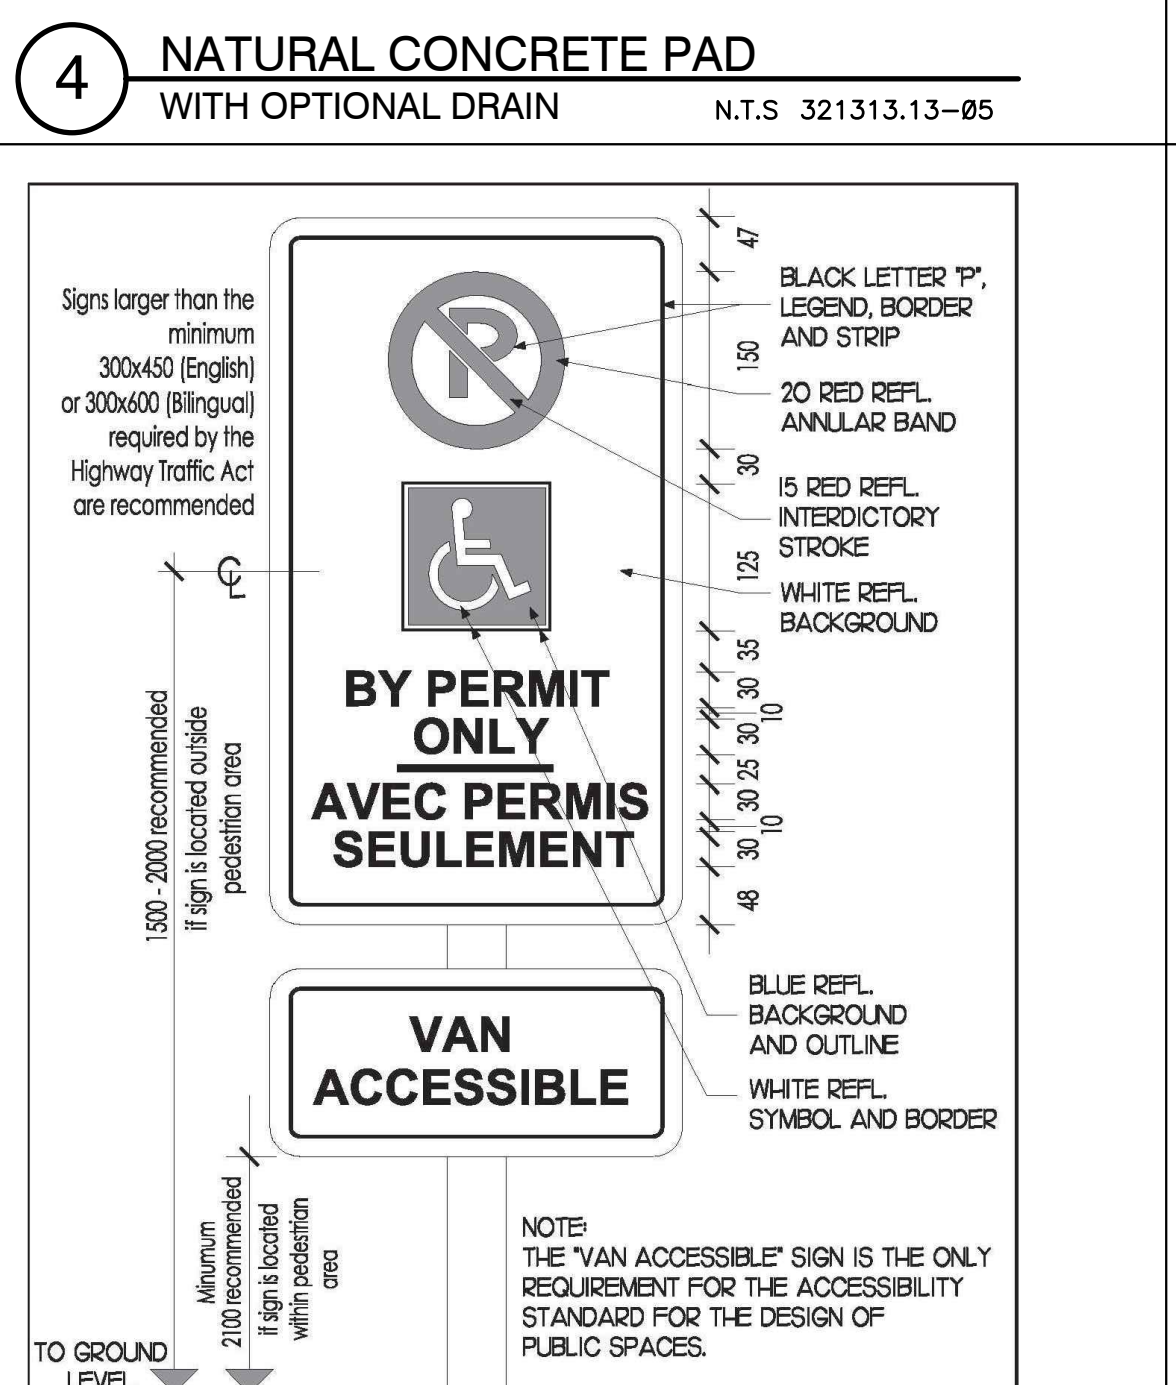 4
NATURAL CONCRETE PAD
WITH OPTIONAL DRAIN
N.T.S 321313.13-Ø5
Signs larger than the
minimum
300x450 (English)
or 300x600 (Bilingual)
required by the
Highway Traffic Act
are recommended
P
47
150
30
125
35
30
10
30
25
30
10
30
48
BLACK LETTER "P",
LEGEND, BORDER
AND STRIP
20 RED REFL.
ANNULAR BAND
15 RED REFL.
INTERDICTORY
STROKE
WHITE REFL.
BACKGROUND
CL
1500 - 2000 recommended
if sign is located outside
pedestrian area
BY PERMIT
ONLY
AVEC PERMIS
SEULEMENT
VAN
ACCESSIBLE
BLUE REFL.
BACKGROUND
AND OUTLINE
WHITE REFL.
SYMBOL AND BORDER
Minumum
2100 recommended
if sign is located
within pedestrian
area
NOTE:
THE "VAN ACCESSIBLE" SIGN IS THE ONLY
REQUIREMENT FOR THE ACCESSIBILITY
STANDARD FOR THE DESIGN OF
PUBLIC SPACES.
TO GROUND
LEVEL